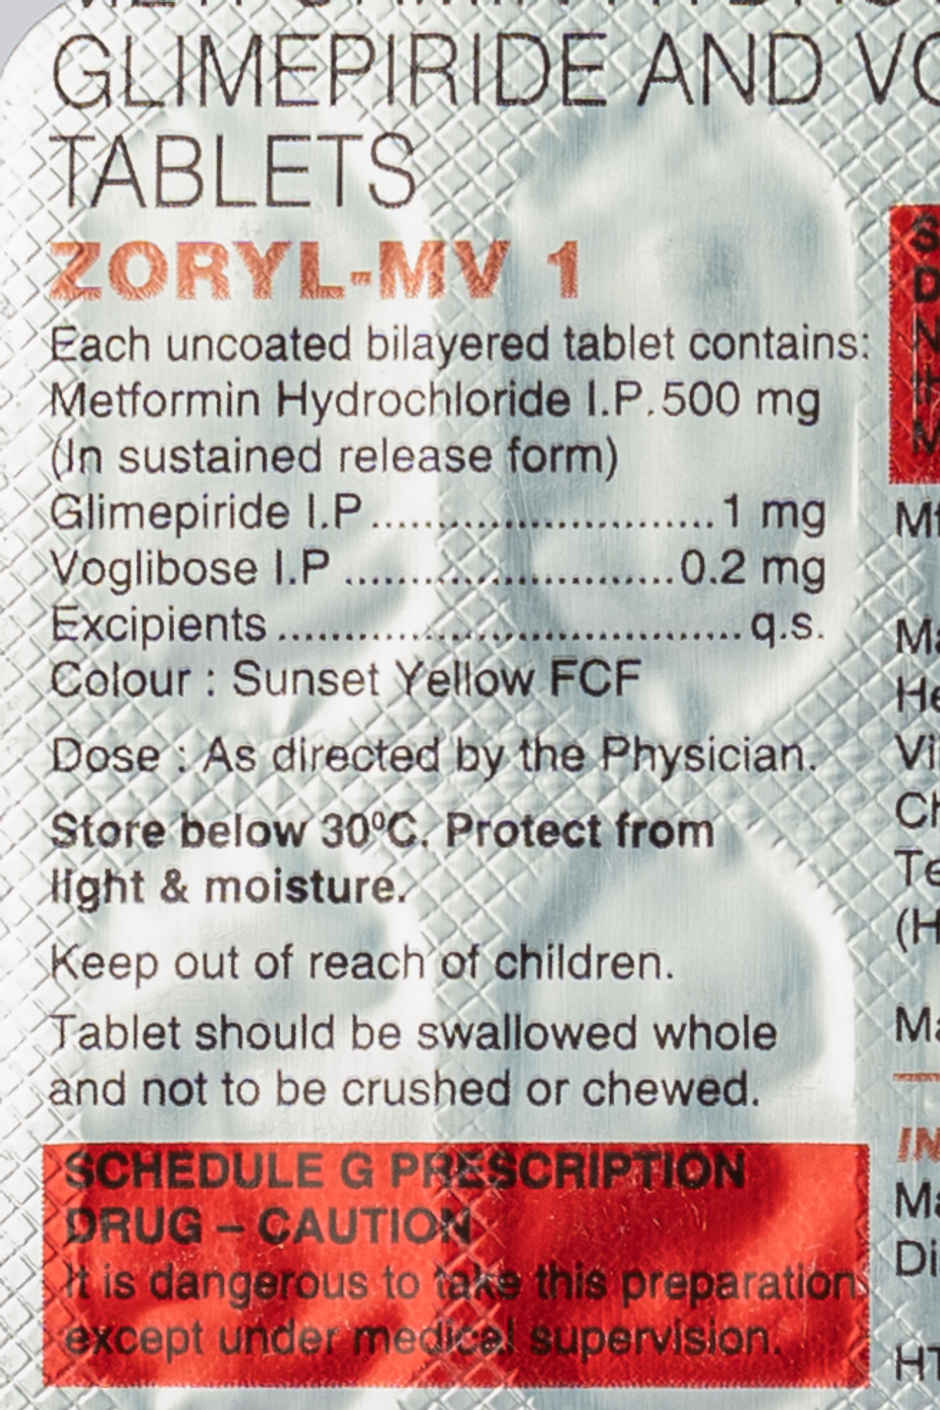 GLIMEPIRIDE AND
TABLETS
ZORYL-MV 1
Each uncoated bilayered tablet contains:
Metformin Hydrochloride I.P.500 mg
(In sustained release form)
Glimepiride I.P..........................1 mg
Voglibose I.P .........................0.2 mg
Excipients ................................... q.s.
Colour : Sunset Yellow FCF
Dose : As directed by the Physician.
Store below 30⁰C. Protect from
light & moisture.
Keep out of reach of children.
Tablet should be swallowed whole
and not to be crushed or chewed.
SCHEDULE G PRESCRIPTION
DRUG – CAUTION
It is dangerous to take this preparation
except under medical supervision.